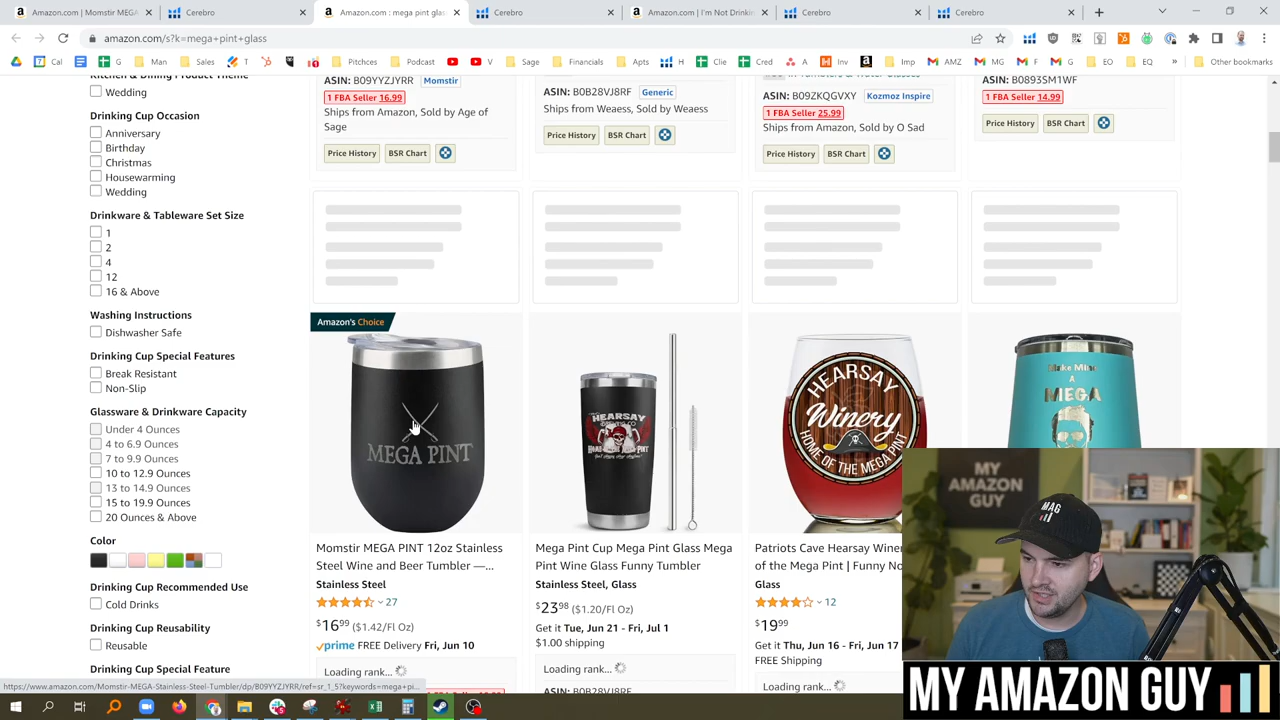 Amazon.com | Momstir MEGA
Cerebro
Amazon.com : mega pint glas
Cerebro
Amazon.com | I'm Not Drinkin
Cerebro
Cerebro
amazon.com/s?k=mega+pint+glass
Cal
G
Man
Sales
T
Pitchces
Podcast
V
Sage
Financials
Apts
H
Clie
Cred
A
Inv
Imp
AMZ
MG
F
G
EO
EQ
»
Other bookmarks
Kitchen & Dining Product Theme
Wedding
Drinking Cup Occasion
Anniversary
Birthday
Christmas
Housewarming
Wedding
Drinkware & Tableware Set Size
1
2
4
12
16 & Above
Washing Instructions
Dishwasher Safe
Drinking Cup Special Features
Break Resistant
Non-Slip
Glassware & Drinkware Capacity
Under 4 Ounces
4 to 6.9 Ounces
7 to 9.9 Ounces
10 to 12.9 Ounces
13 to 14.9 Ounces
15 to 19.9 Ounces
20 Ounces & Above
Color
Drinking Cup Recommended Use
Cold Drinks
Drinking Cup Reusability
Reusable
Drinking Cup Special Feature
ASIN: B09YYZJYRR Momstir
1 FBA Seller 16.99
Ships from Amazon, Sold by Age of
Sage
Price History BSR Chart
ASIN: B0B28VJ8RF Generic
Ships from Weaess, Sold by Weaess
Price History BSR Chart
ASIN: B09ZKQGVXY Kozmoz Inspire
1 FBA Seller 25.99
Ships from Amazon, Sold by O Sad
Price History BSR Chart
ASIN: B0893SM1WF
1 FBA Seller 14.99
Price History BSR Chart
Amazon's Choice
MEGA PINT
HEARSAY
HEARSAY
Winery
HOME OF THE MEGA PINT
Make Mine
A
MEGA
Momstir MEGA PINT 12oz Stainless
Steel Wine and Beer Tumbler —...
Stainless Steel
27
$1699 ($1.42/Fl Oz)
prime FREE Delivery Fri, Jun 10
Loading rank...
1 FBA Seller 16.99
Mega Pint Cup Mega Pint Glass Mega
Pint Wine Glass Funny Tumbler
Stainless Steel, Glass
$2398 ($1.20/Fl Oz)
Get it Tue, Jun 21 - Fri, Jul 1
$1.00 shipping
Loading rank...
ASIN: B0B28VJ8RF
Patriots Cave Hearsay Wine
of the Mega Pint | Funny No
Glass
12
$1999
Get it Thu, Jun 16 - Fri, Jun 17
FREE Shipping
Loading rank...
https://www.amazon.com/Momstir-MEGA-Stainless-Steel-Tumbler/dp/B09YYZJYRR/ref=sr_1_5?keywords=mega+pi...
MY AMAZON
GUY
MAG
MY AMAZON GUY